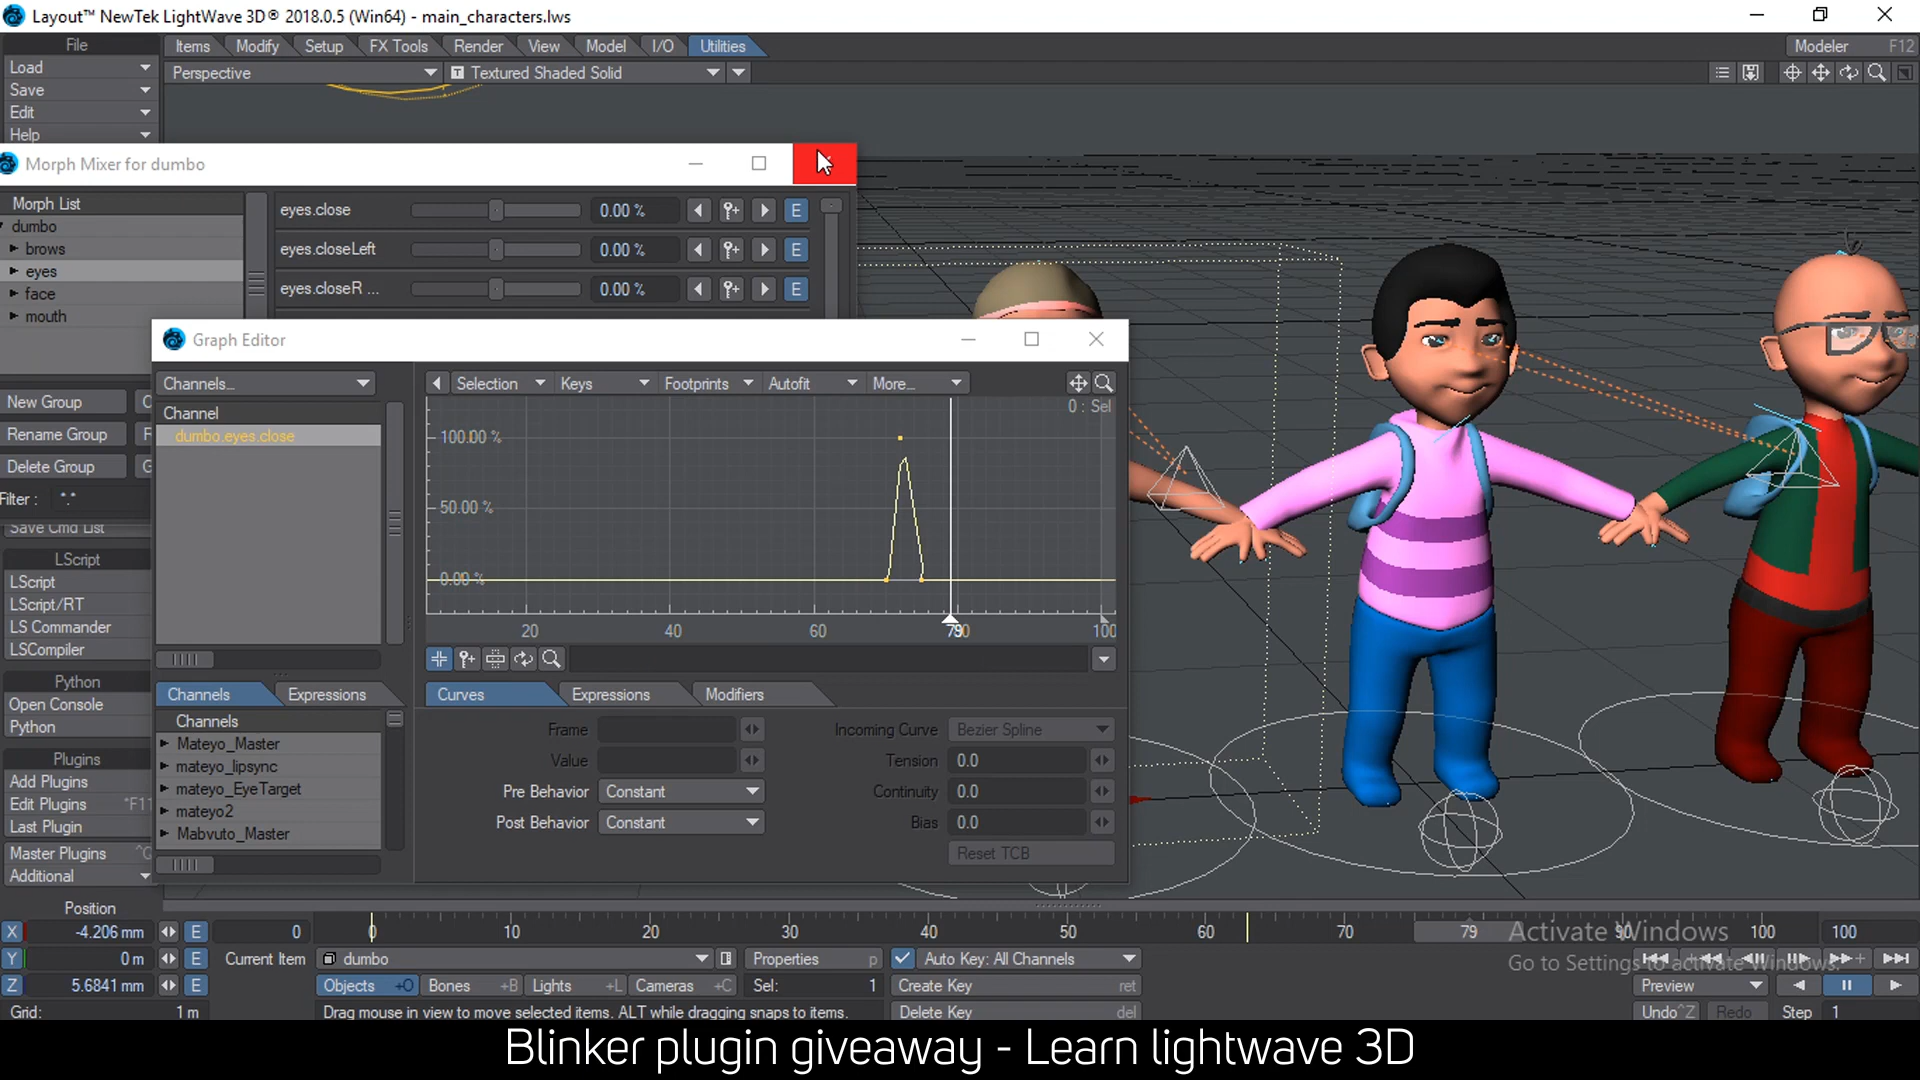 Layout™ NewTek LightWave 3D® 2018.0.5 (Win64) - main_characters.lws
File Items Modify Setup FX Tools Render View Model I/O Utilities Modeler F12
Load Perspective T Textured Shaded Solid
Save
Edit
Help
Morph Mixer for dumbo
Morph List
dumbo
brows
eyes
face
mouth
eyes.close 0.00 % E
eyes.closeLeft 0.00 % E
eyes.closeR ... 0.00 % E
New Group
Rename Group
Delete Group
Filter : *.*
Graph Editor
Channels... Selection Keys Footprints Autofit More...
Channel
dumbo.eyes.close
0 : Sel
100.00 %
50.00 %
0.00 %
20 40 60 79 100
Channels Expressions
Channels
Mateyo_Master
mateyo_lipsync
mateyo_EyeTarget
mateyo2
Mabvuto_Master
Curves Expressions Modifiers
Frame Incoming Curve Bezier Spline
Value Tension 0.0
Pre Behavior Constant Continuity 0.0
Post Behavior Constant Bias 0.0
Reset TCB
Save Cmd List
LScript
LScript
LScript/RT
LS Commander
LSCompiler
Python
Open Console
Python
Plugins
Add Plugins
Edit Plugins ^F11
Last Plugin
Master Plugins
Additional
Position
X -4.206 mm E 0 0 10 20 30 40 50 60 70 79 90 100 100
Y 0 m E Current Item dumbo Properties p Auto Key: All Channels
Z 5.6841 mm E Objects +O Bones +B Lights +L Cameras +C Sel: 1 Create Key ret Preview
Grid: 1 m Drag mouse in view to move selected items. ALT while dragging snaps to items. Delete Key del Undo ^Z Redo Step 1
Activate Windows
Go to Settings to activate Windows.
Blinker plugin giveaway - Learn lightwave 3D